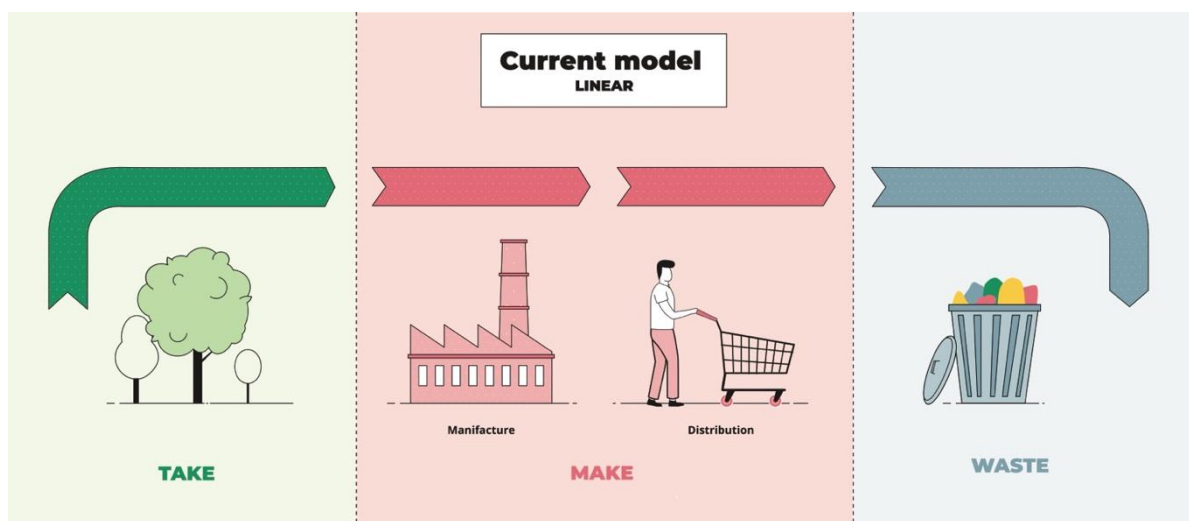 Current model
LINEAR
Manifacture
Distribution
TAKE
MAKE
WASTE